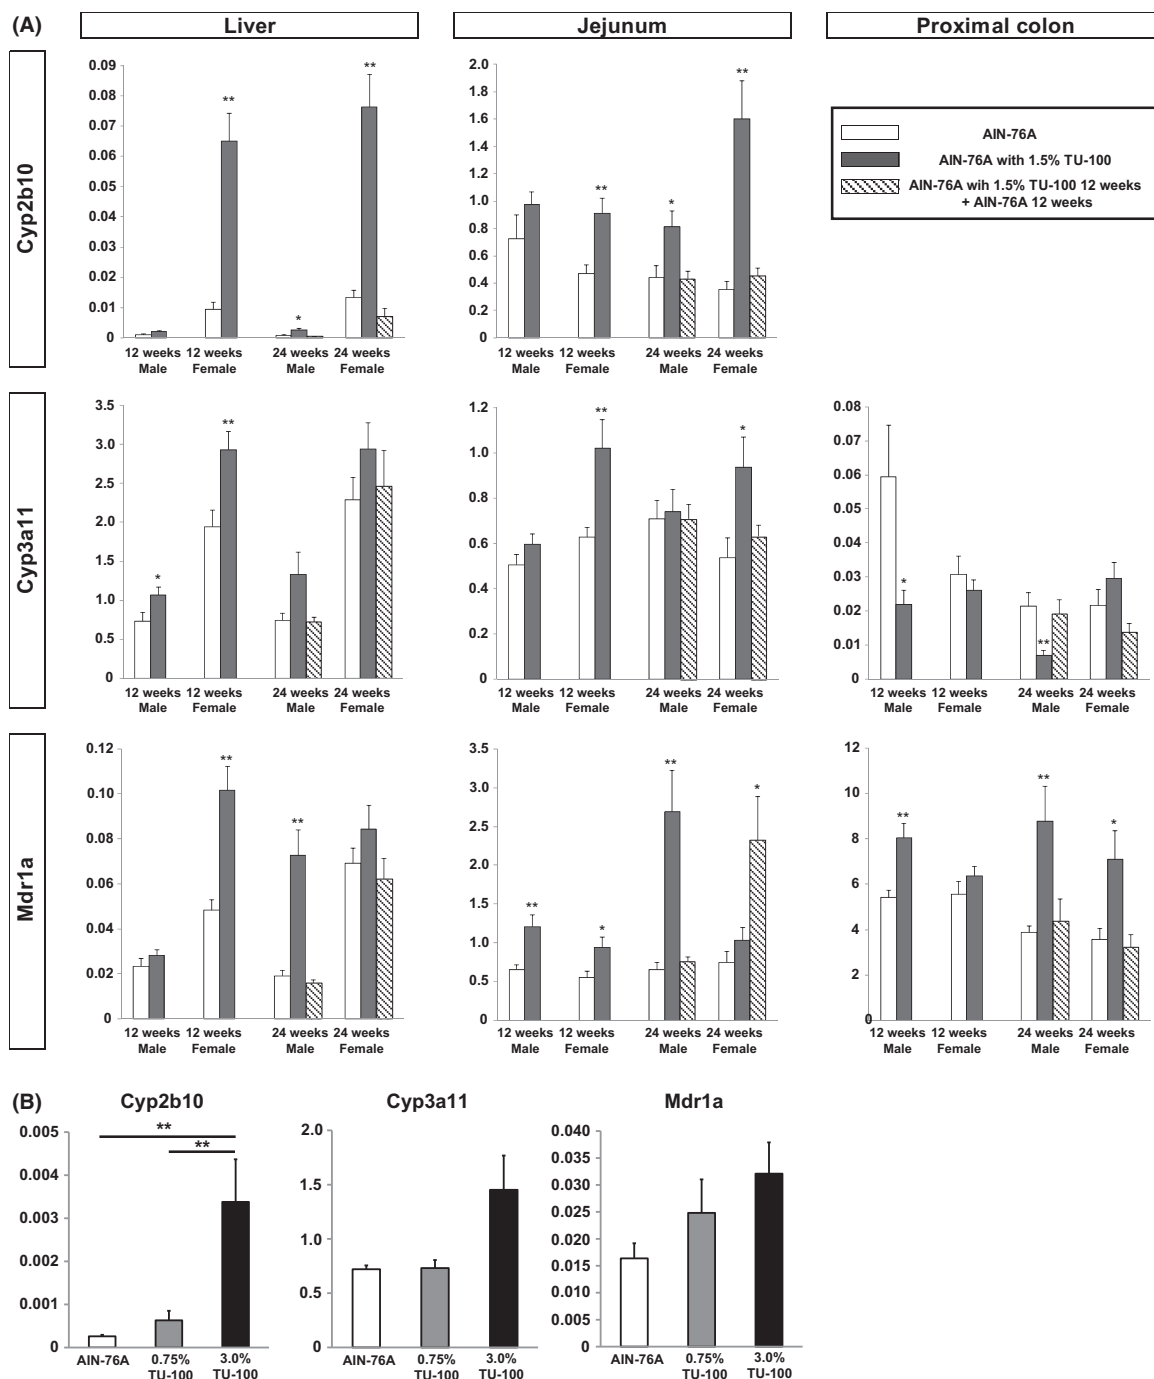 (A)
Liver
Jejunum
Proximal colon
Cyp2b10
0.09
0.08
0.07
0.06
0.05
0.04
0.03
0.02
0.01
0
**
*
**
12 weeks 12 weeks 24 weeks 24 weeks
Male Female Male Female
2.0
1.8
1.6
1.4
1.2
1.0
0.8
0.6
0.4
0.2
0
**
*
**
12 weeks 12 weeks 24 weeks 24 weeks
Male Female Male Female
AIN-76A
AIN-76A with 1.5% TU-100
AIN-76A wih 1.5% TU-100 12 weeks
+ AIN-76A 12 weeks
Cyp3a11
3.5
3.0
2.5
2.0
1.5
1.0
0.5
0
*
**
12 weeks 12 weeks 24 weeks 24 weeks
Male Female Male Female
1.2
1.0
0.8
0.6
0.4
0.2
0
**
*
12 weeks 12 weeks 24 weeks 24 weeks
Male Female Male Female
0.08
0.07
0.06
0.05
0.04
0.03
0.02
0.01
0
*
**
12 weeks 12 weeks 24 weeks 24 weeks
Male Female Male Female
Mdr1a
0.12
0.10
0.08
0.06
0.04
0.02
0
**
**
12 weeks 12 weeks 24 weeks 24 weeks
Male Female Male Female
3.5
3.0
2.5
2.0
1.5
1.0
0.5
0
**
*
**
*
12 weeks 12 weeks 24 weeks 24 weeks
Male Female Male Female
12
10
8
6
4
2
0
**
**
*
12 weeks 12 weeks 24 weeks 24 weeks
Male Female Male Female
(B)
Cyp2b10
0.005
0.004
0.003
0.002
0.001
0
**
**
AIN-76A 0.75% 3.0%
TU-100 TU-100
Cyp3a11
2.0
1.5
1.0
0.5
0
AIN-76A 0.75% 3.0%
TU-100 TU-100
Mdr1a
0.040
0.035
0.030
0.025
0.020
0.015
0.010
0.005
0.000
AIN-76A 0.75% 3.0%
TU-100 TU-100